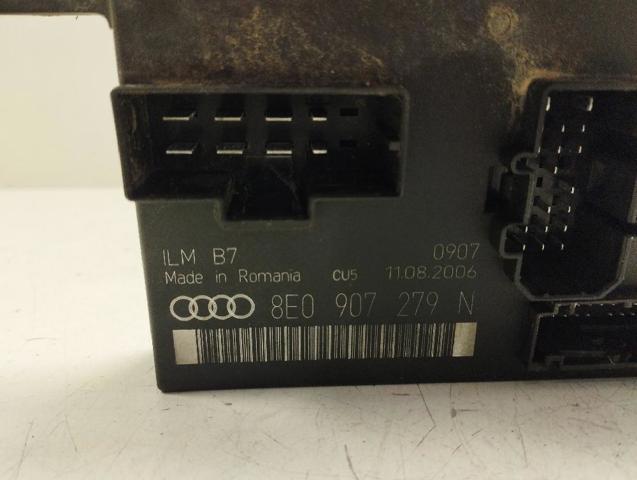 ILM B7 0907
Made in Romania CU5 11.08.2006
8E0 907 279 N